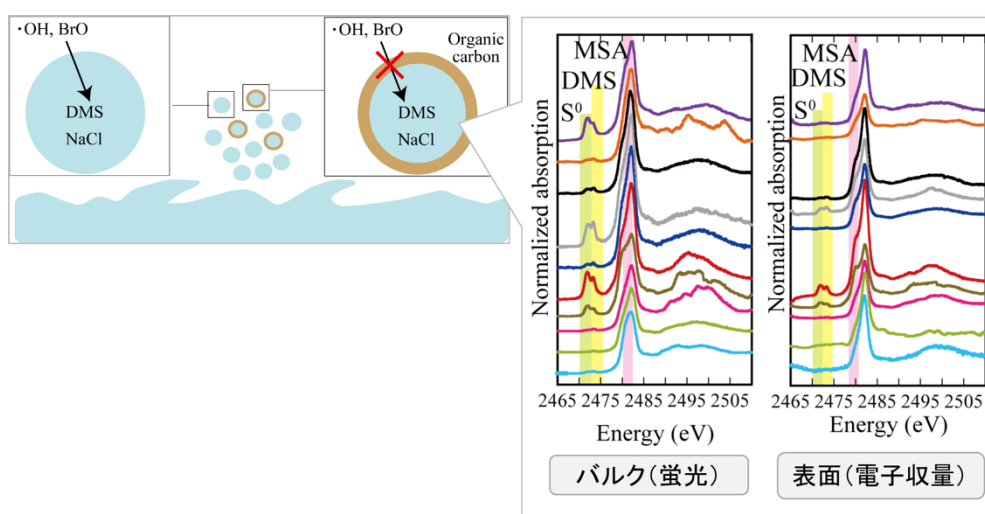 ·OH, BrO
DMS
NaCl
·OH, BrO
Organic
carbon
DMS
NaCl
MSA
DMS
S⁰
Normalized absorption
2465 2475 2485 2495 2505
Energy (eV)
バルク(蛍光)
MSA
DMS
S⁰
Normalized absorption
2465 2475 2485 2495 2510
Energy (eV)
表面(電子収量)